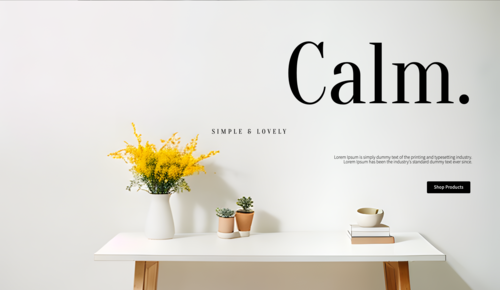 Calm.
SIMPLE & LOVELY
Lorem Ipsum is simply dummy text of the printing and typesetting industry.
Lorem Ipsum has been the industry's standard dummy text ever since.
Shop Products